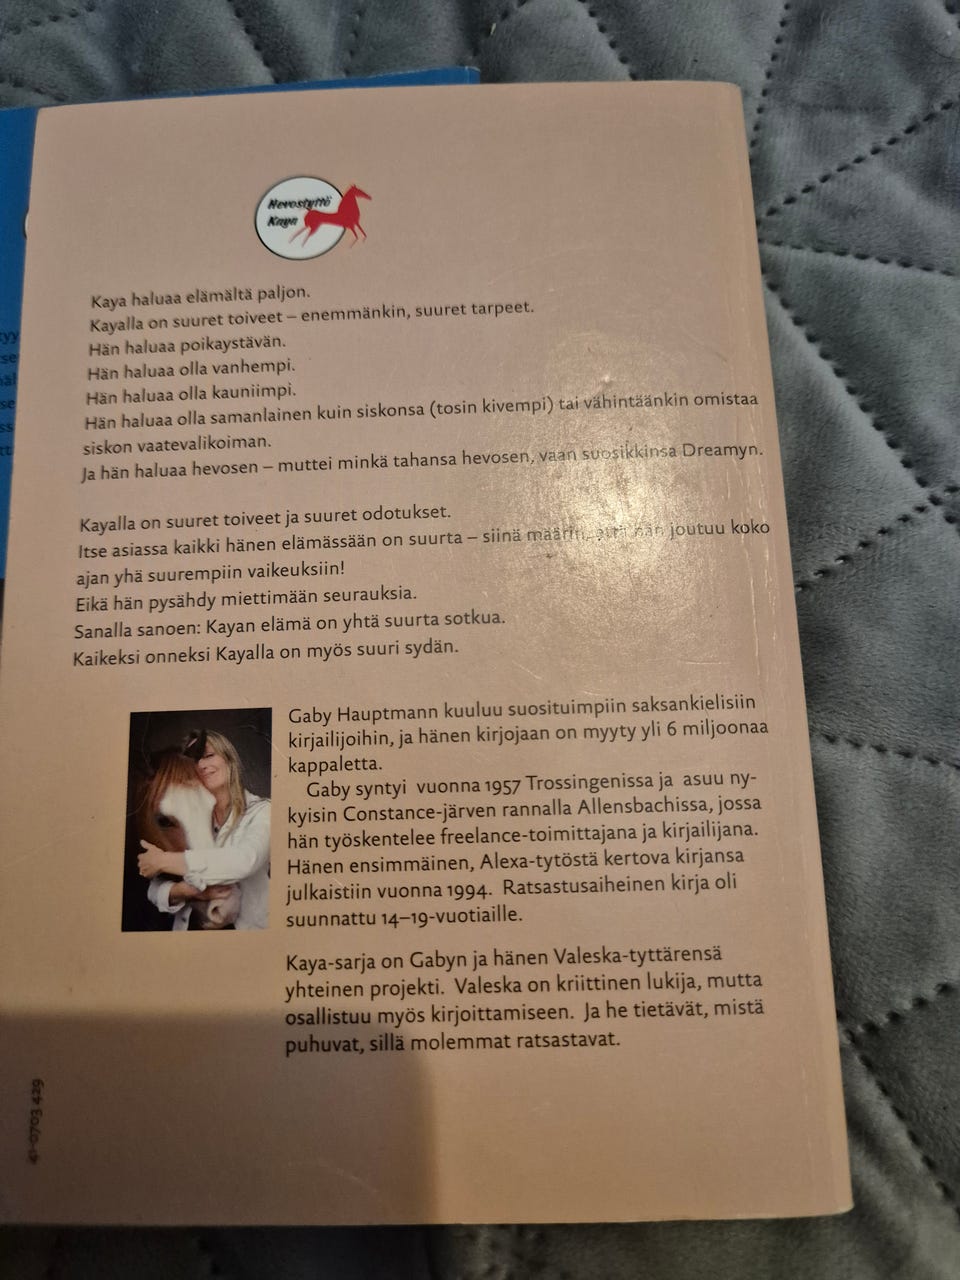 Hevostyttö
Kaya
Kaya haluaa elämältä paljon.
Kayalla on suuret toiveet – enemmänkin, suuret tarpeet.
Hän haluaa poikaystävän.
Hän haluaa olla vanhempi.
Hän haluaa olla kauniimpi.
Hän haluaa olla samanlainen kuin siskonsa (tosin kivempi) tai vähintäänkin omistaa
siskon vaatevalikoiman.
Ja hän haluaa hevosen – muttei minkä tahansa hevosen, vaan suosikkinsa Dreamyn.
Kayalla on suuret toiveet ja suuret odotukset.
Itse asiassa kaikki hänen elämässään on suurta – siinä määrin, että hän joutuu koko
ajan yhä suurempiin vaikeuksiin!
Eikä hän pysähdy miettimään seurauksia.
Sanalla sanoen: Kayan elämä on yhtä suurta sotkua.
Kaikeksi onneksi Kayalla on myös suuri sydän.
Gaby Hauptmann kuuluu suosituimpiin saksankielisiin
kirjailijoihin, ja hänen kirjojaan on myyty yli 6 miljoonaa
kappaletta.
Gaby syntyi vuonna 1957 Trossingenissa ja asuu ny-
kyisin Constance-järven rannalla Allensbachissa, jossa
hän työskentelee freelance-toimittajana ja kirjailijana.
Hänen ensimmäinen, Alexa-tytöstä kertova kirjansa
julkaistiin vuonna 1994. Ratsastusaiheinen kirja oli
suunnattu 14–19-vuotiaille.
Kaya-sarja on Gabyn ja hänen Valeska-tyttärensä
yhteinen projekti. Valeska on kriittinen lukija, mutta
osallistuu myös kirjoittamiseen. Ja he tietävät, mistä
puhuvat, sillä molemmat ratsastavat.
41-0703 429